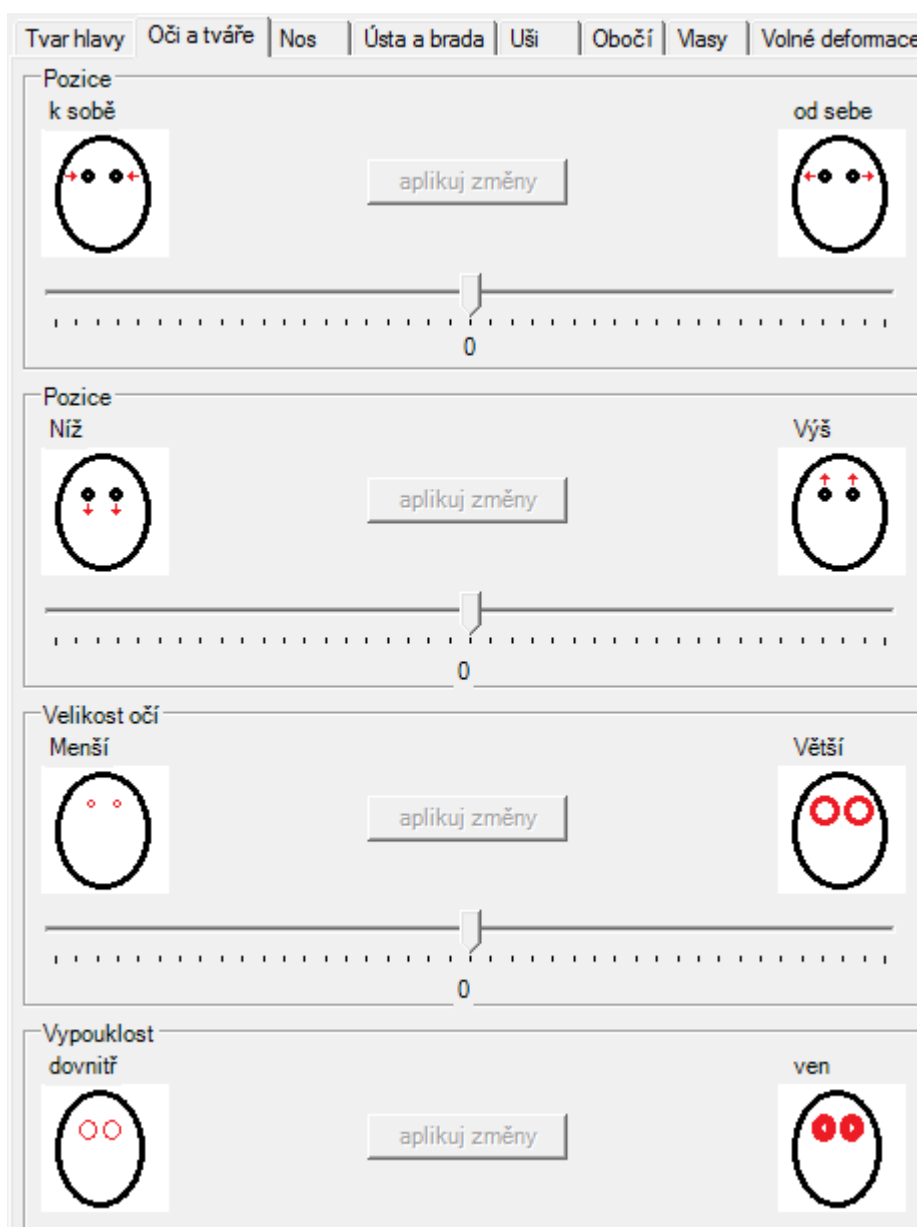 Tvar hlavy Oči a tváře Nos Ústa a brada Uši Obočí Vlasy Volné deformace
Pozice
k sobě od sebe
aplikuj změny
0
Pozice
Níž Výš
aplikuj změny
0
Velikost očí
Menší Větší
aplikuj změny
0
Vypouklost
dovnitř ven
aplikuj změny